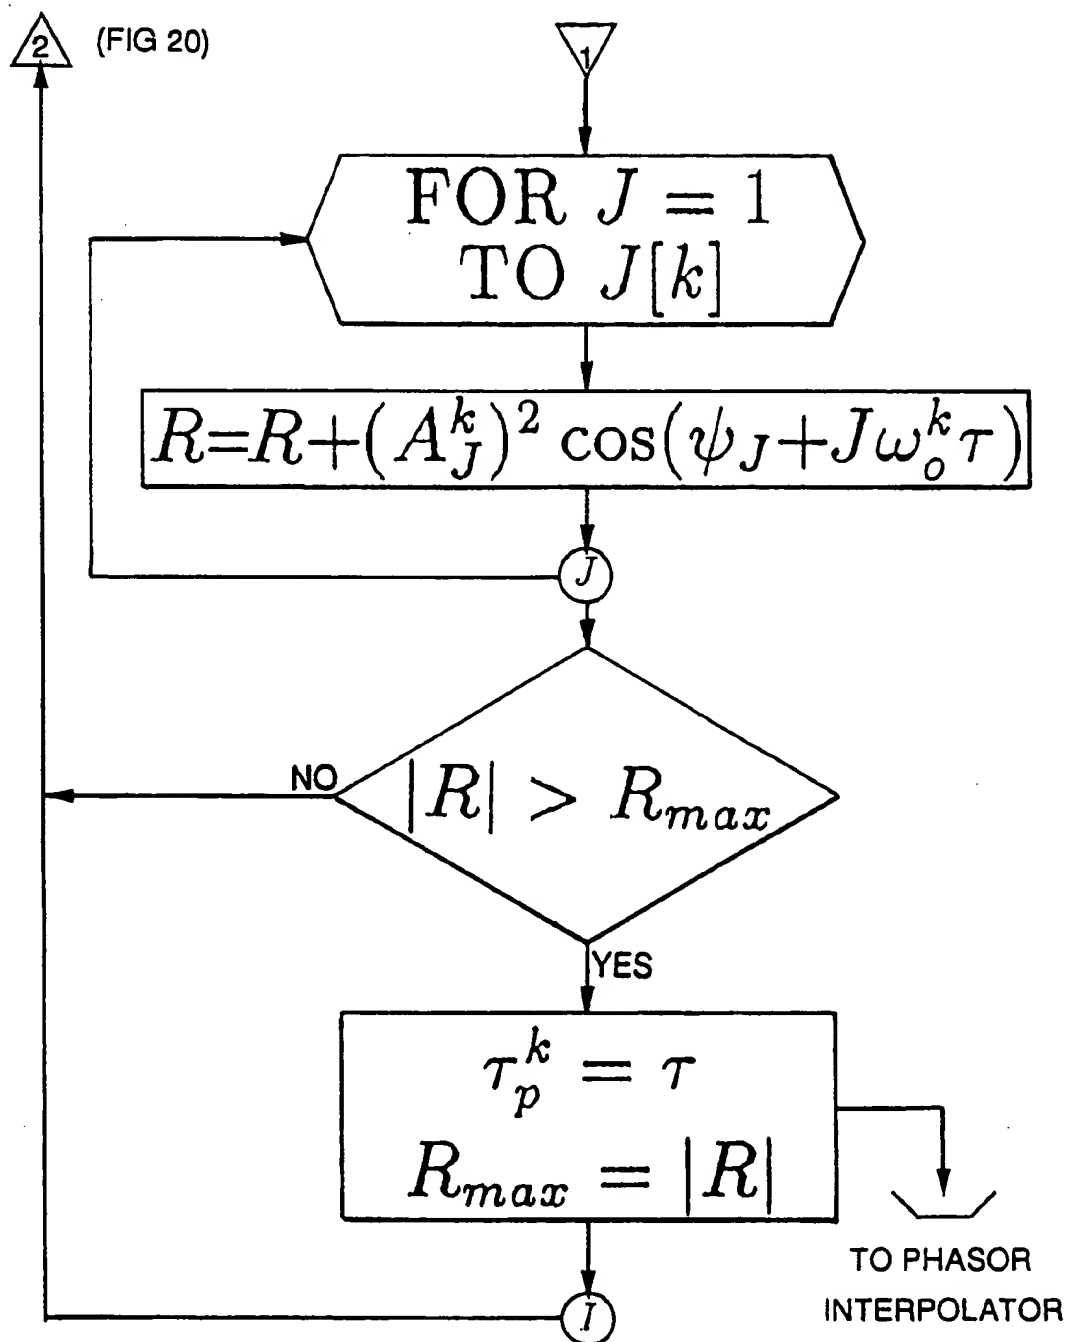 2 (FIG 20)
1
FOR J = 1
TO J[k]
R=R+(A_J^k)^2 cos(ψ_J+Jω_o^kτ)
J
NO
|R| > R_max
YES
τ_p^k = τ
R_max = |R|
TO PHASOR
INTERPOLATOR
I